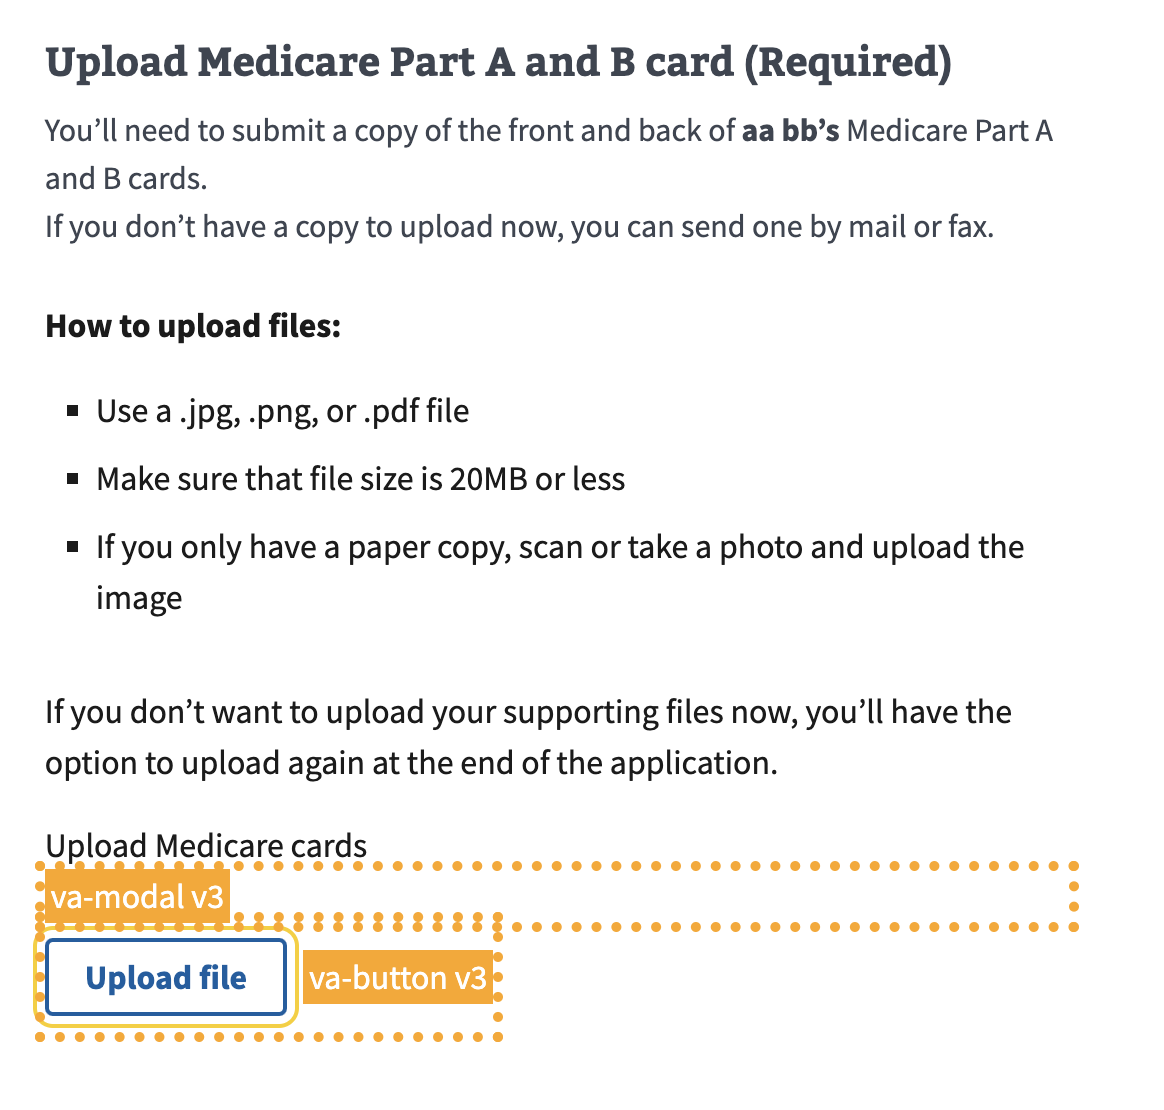 Upload Medicare Part A and B card (Required)
You’ll need to submit a copy of the front and back of aa bb’s Medicare Part A
and B cards.
If you don’t have a copy to upload now, you can send one by mail or fax.
How to upload files:
Use a .jpg, .png, or .pdf file
Make sure that file size is 20MB or less
If you only have a paper copy, scan or take a photo and upload the
image
If you don’t want to upload your supporting files now, you’ll have the
option to upload again at the end of the application.
Upload Medicare cards
va-modal v3
Upload file va-button v3